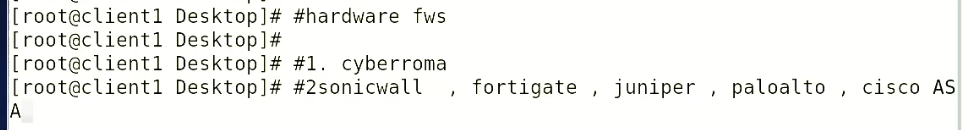 [root@client1 Desktop]# #hardware fws
[root@client1 Desktop]#
[root@client1 Desktop]# #1. cyberroma
[root@client1 Desktop]# #2sonicwall  , fortigate , juniper , paloalto , cisco AS
A